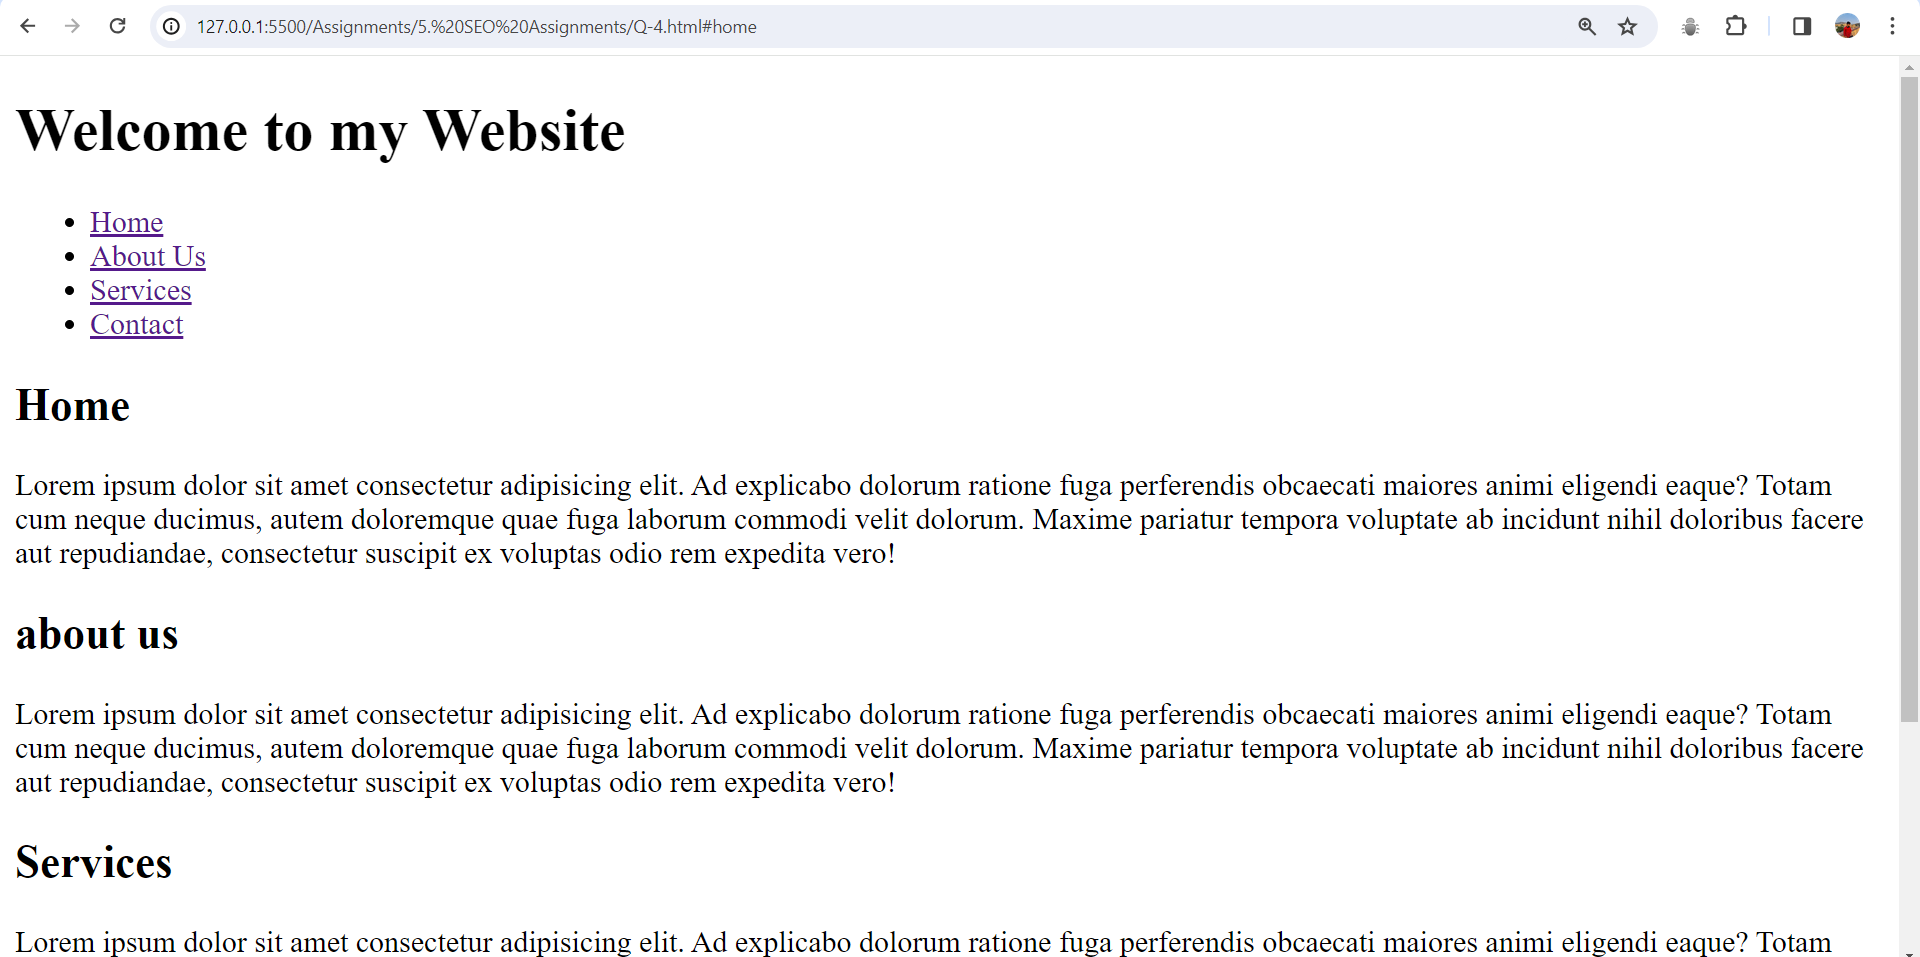 127.0.0.1:5500/Assignments/5.%20SEO%20Assignments/Q-4.html#home
Welcome to my Website
Home
About Us
Services
Contact
Home
Lorem ipsum dolor sit amet consectetur adipisicing elit. Ad explicabo dolorum ratione fuga perferendis obcaecati maiores animi eligendi eaque? Totam
cum neque ducimus, autem doloremque quae fuga laborum commodi velit dolorum. Maxime pariatur tempora voluptate ab incidunt nihil doloribus facere
aut repudiandae, consectetur suscipit ex voluptas odio rem expedita vero!
about us
Lorem ipsum dolor sit amet consectetur adipisicing elit. Ad explicabo dolorum ratione fuga perferendis obcaecati maiores animi eligendi eaque? Totam
cum neque ducimus, autem doloremque quae fuga laborum commodi velit dolorum. Maxime pariatur tempora voluptate ab incidunt nihil doloribus facere
aut repudiandae, consectetur suscipit ex voluptas odio rem expedita vero!
Services
Lorem ipsum dolor sit amet consectetur adipisicing elit. Ad explicabo dolorum ratione fuga perferendis obcaecati maiores animi eligendi eaque? Totam